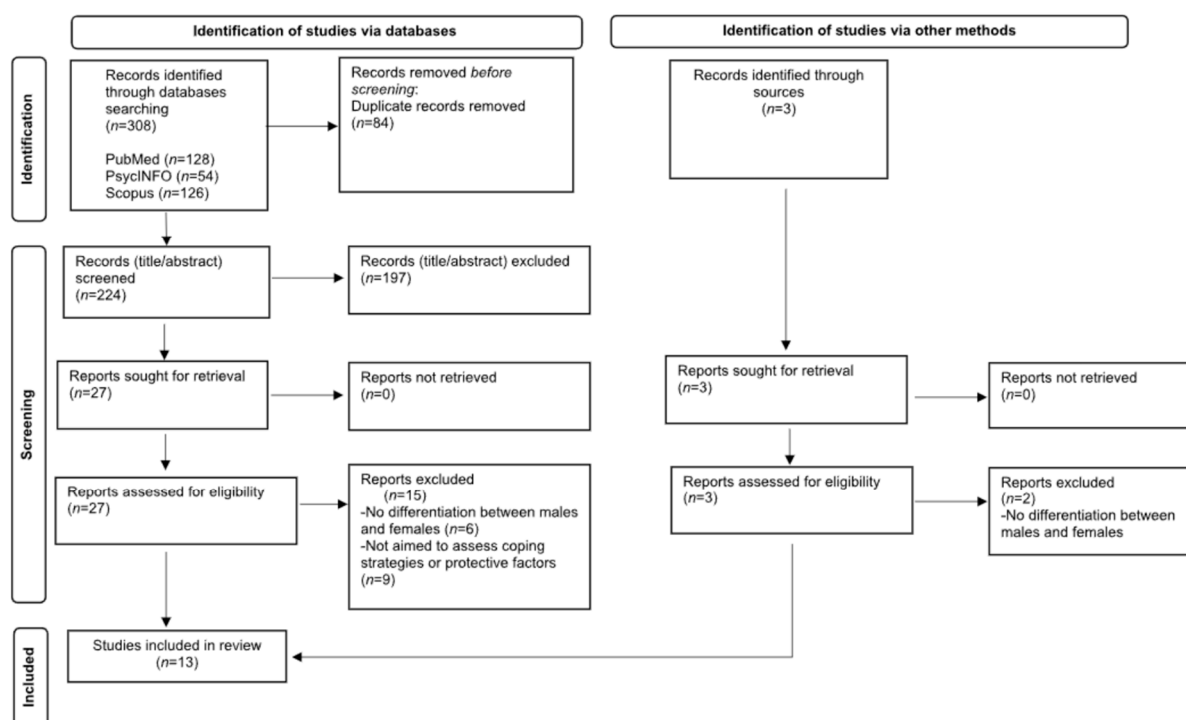 Identification of studies via databases
Identification of studies via other methods
Identification
Records identified
through databases
searching
(n=308)
PubMed (n=128)
PsycINFO (n=54)
Scopus (n=126)
Records removed before
screening:
Duplicate records removed
(n=84)
Records identified through
sources
(n=3)
Screening
Records (title/abstract)
screened
(n=224)
Records (title/abstract) excluded
(n=197)
Reports sought for retrieval
(n=27)
Reports not retrieved
(n=0)
Reports sought for retrieval
(n=3)
Reports not retrieved
(n=0)
Reports assessed for eligibility
(n=27)
Reports excluded
(n=15)
-No differentiation between males
and females (n=6)
-Not aimed to assess coping
strategies or protective factors
(n=9)
Reports assessed for eligibility
(n=3)
Reports excluded
(n=2)
-No differentiation between
males and females
Included
Studies included in review
(n=13)